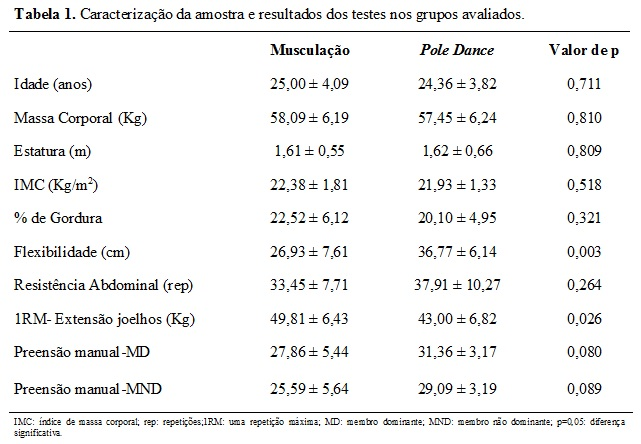 Tabela 1. Caracterização da amostra e resultados dos testes nos grupos avaliados.
Musculação Pole Dance Valor de p
Idade (anos) 25,00 ± 4,09 24,36 ± 3,82 0,711
Massa Corporal (Kg) 58,09 ± 6,19 57,45 ± 6,24 0,810
Estatura (m) 1,61 ± 0,55 1,62 ± 0,66 0,809
IMC (Kg/m²) 22,38 ± 1,81 21,93 ± 1,33 0,518
% de Gordura 22,52 ± 6,12 20,10 ± 4,95 0,321
Flexibilidade (cm) 26,93 ± 7,61 36,77 ± 6,14 0,003
Resistência Abdominal (rep) 33,45 ± 7,71 37,91 ± 10,27 0,264
1RM- Extensão joelhos (Kg) 49,81 ± 6,43 43,00 ± 6,82 0,026
Preensão manual -MD 27,86 ± 5,44 31,36 ± 3,17 0,080
Preensão manual -MND 25,59 ± 5,64 29,09 ± 3,19 0,089
IMC: índice de massa corporal; rep: repetições;1RM: uma repetição máxima; MD: membro dominante; MND: membro não dominante; p=0,05: diferença
significativa.